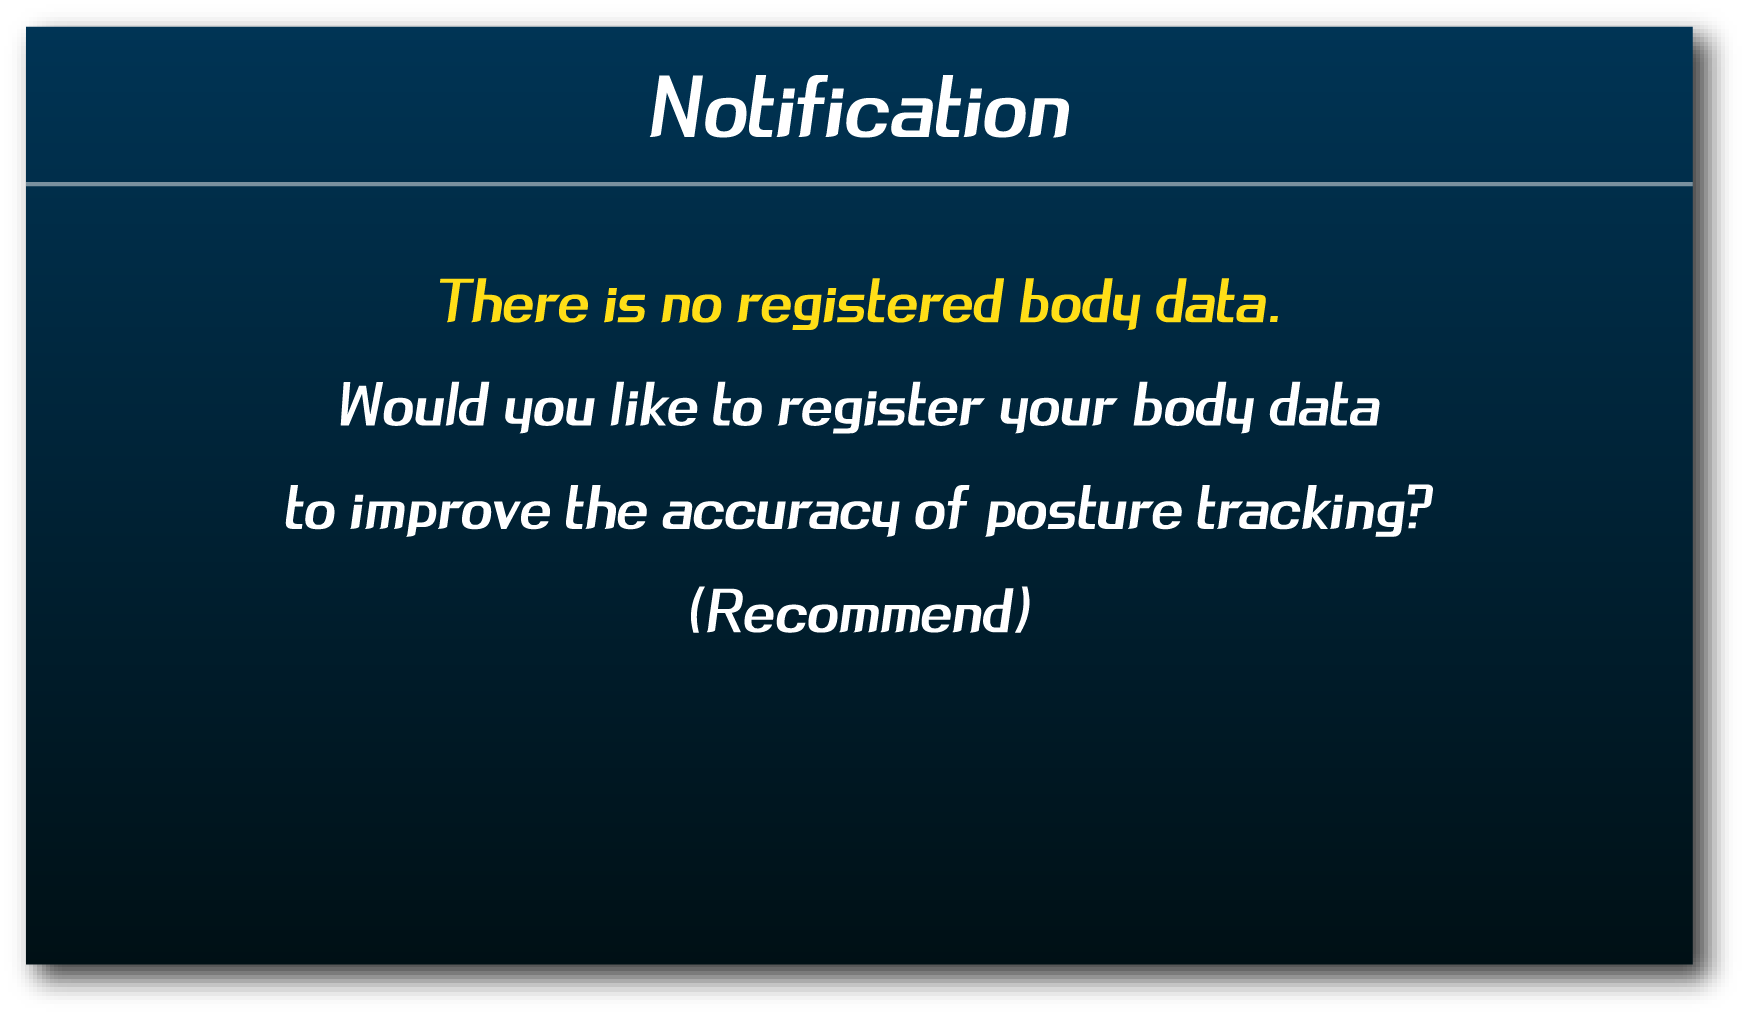 Notification
There is no registered body data.
Would you like to register your body data
to improve the accuracy of posture tracking?
(Recommend)